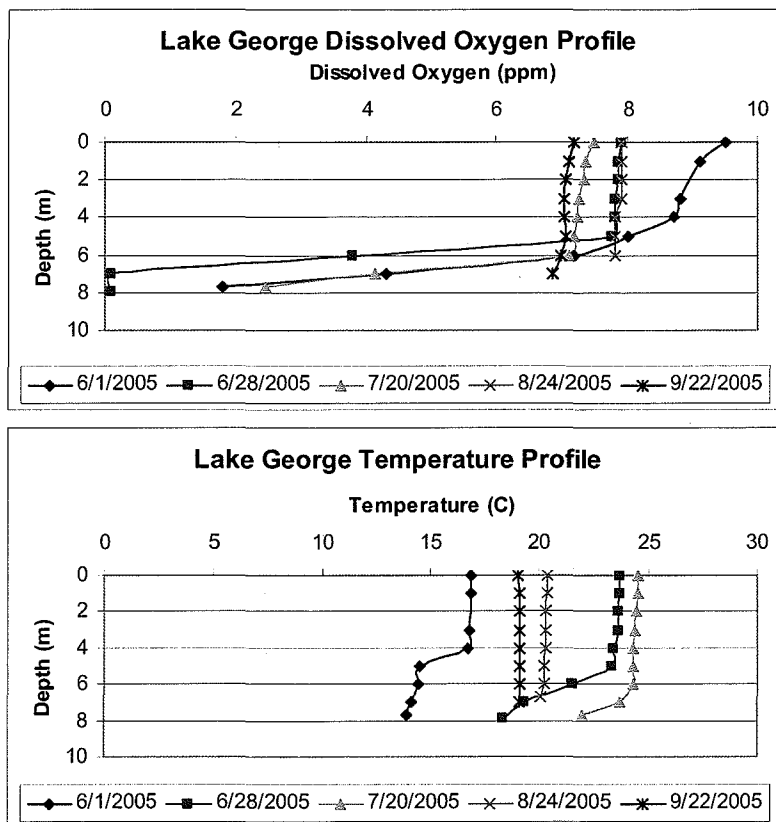 Lake George Dissolved Oxygen Profile
Dissolved Oxygen (ppm)
0 2 4 6 8 10
0
2
4
6
8
10
Depth (m)
6/1/2005 6/28/2005 7/20/2005 8/24/2005 9/22/2005
Lake George Temperature Profile
Temperature (C)
0 5 10 15 20 25 30
0
2
4
6
8
10
Depth (m)
6/1/2005 6/28/2005 7/20/2005 8/24/2005 9/22/2005